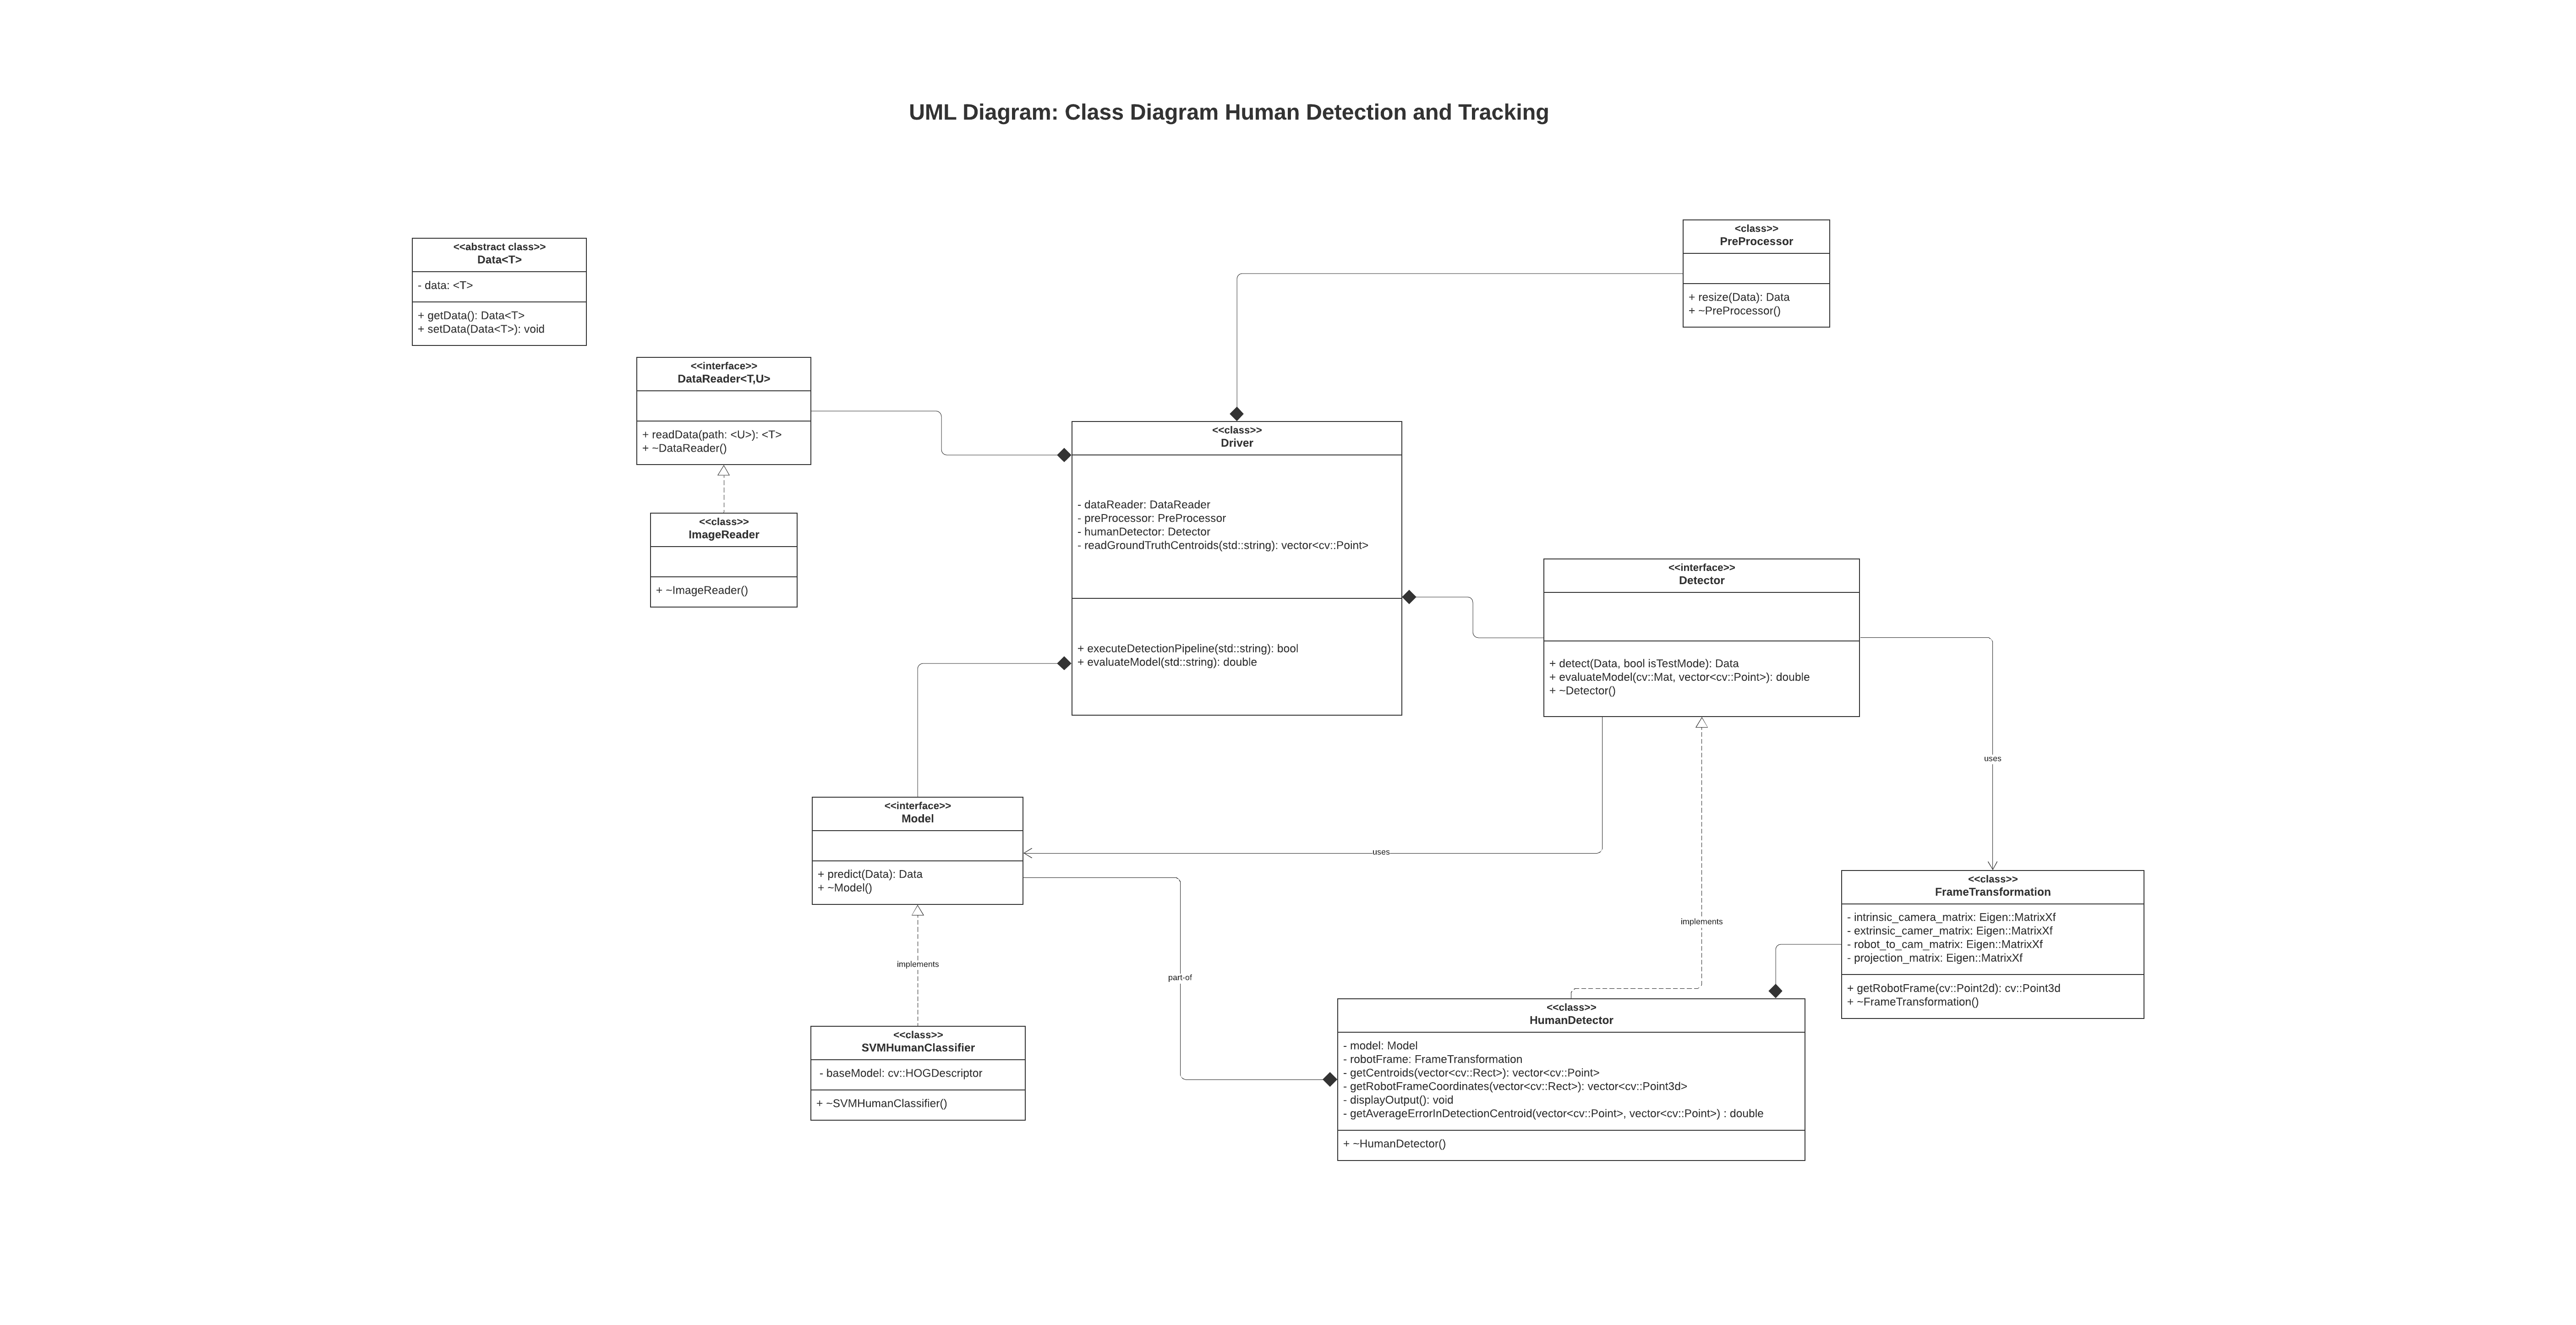 UML Diagram: Class Diagram Human Detection and Tracking
<<abstract class>>
Data<T>
- data: <T>
+ getData(): Data<T>
+ setData(Data<T>): void
<class>>
PreProcessor
+ resize(Data): Data
+ ~PreProcessor()
<<interface>>
DataReader<T,U>
+ readData(path: <U>): <T>
+ ~DataReader()
<<class>>
ImageReader
+ ~ImageReader()
<<class>>
Driver
- dataReader: DataReader
- preProcessor: PreProcessor
- humanDetector: Detector
- readGroundTruthCentroids(std::string): vector<cv::Point>
+ executeDetectionPipeline(std::string): bool
+ evaluateModel(std::string): double
<<interface>>
Detector
+ detect(Data, bool isTestMode): Data
+ evaluateModel(cv::Mat, vector<cv::Point>): double
+ ~Detector()
uses
<<interface>>
Model
+ predict(Data): Data
+ ~Model()
uses
implements
part-of
implements
<<class>>
SVMHumanClassifier
- baseModel: cv::HOGDescriptor
+ ~SVMHumanClassifier()
<<class>>
FrameTransformation
- intrinsic_camera_matrix: Eigen::MatrixXf
- extrinsic_camer_matrix: Eigen::MatrixXf
- robot_to_cam_matrix: Eigen::MatrixXf
- projection_matrix: Eigen::MatrixXf
+ getRobotFrame(cv::Point2d): cv::Point3d
+ ~FrameTransformation()
<<class>>
HumanDetector
- model: Model
- robotFrame: FrameTransformation
- getCentroids(vector<cv::Rect>): vector<cv::Point>
- getRobotFrameCoordinates(vector<cv::Rect>): vector<cv::Point3d>
- displayOutput(): void
- getAverageErrorInDetectionCentroid(vector<cv::Point>, vector<cv::Point>) : double
+ ~HumanDetector()